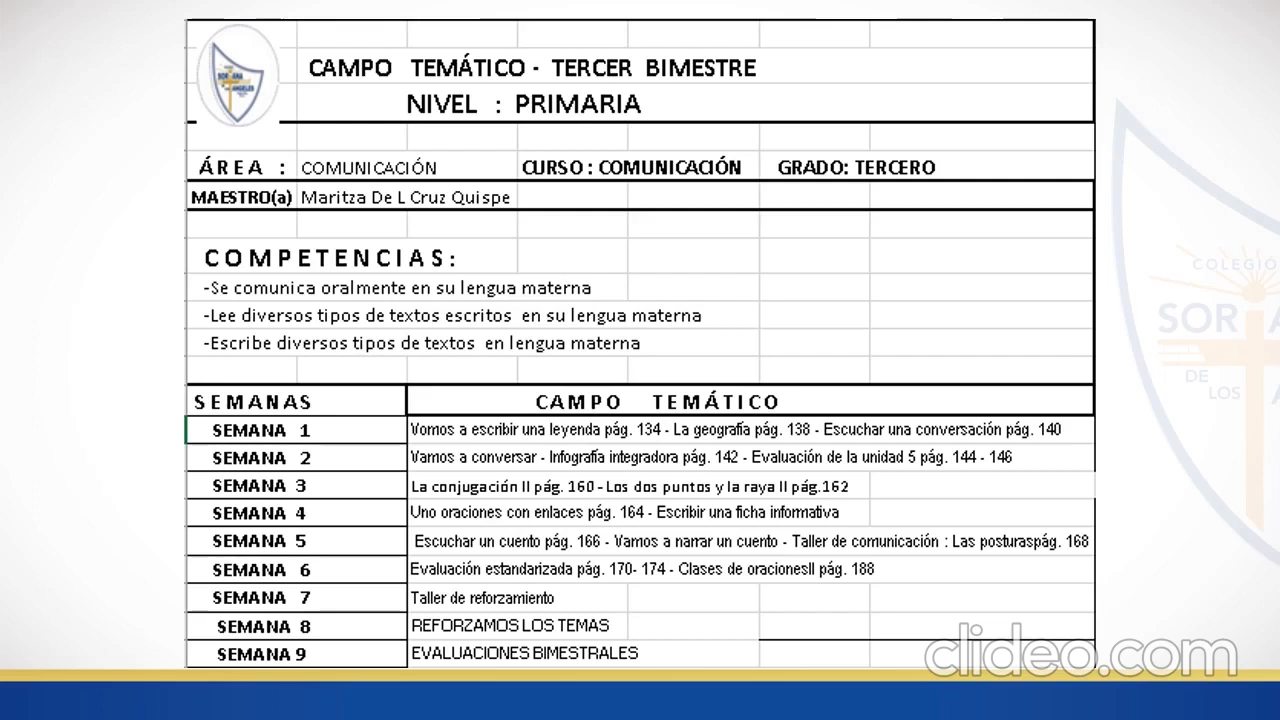 SORIANA
ANGELES
CAMPO TEMÁTICO - TERCER BIMESTRE
NIVEL : PRIMARIA
ÁREA : COMUNICACIÓN CURSO : COMUNICACIÓN GRADO: TERCERO
MAESTRO(a) Maritza De L Cruz Quispe
COMPETENCIAS:
-Se comunica oralmente en su lengua materna
-Lee diversos tipos de textos escritos en su lengua materna
-Escribe diversos tipos de textos en lengua materna
SEMANAS CAMPO TEMÁTICO
SEMANA 1 Vomos a escribir una leyenda pág. 134 - La geografía pág. 138 - Escuchar una conversación pág. 140
SEMANA 2 Vamos a conversar - Infografía integradora pág. 142 - Evaluación de la unidad 5 pág. 144 - 146
SEMANA 3 La conjugación II pág. 160 - Los dos puntos y la raya II pág.162
SEMANA 4 Uno oraciones con enlaces pág. 164 - Escribir una ficha informativa
SEMANA 5 Escuchar un cuento pág. 166 - Vamos a narrar un cuento - Taller de comunicación : Las posturaspág. 168
SEMANA 6 Evaluación estandarizada pág. 170- 174 - Clases de oracionesII pág. 188
SEMANA 7 Taller de reforzamiento
SEMANA 8 REFORZAMOS LOS TEMAS
SEMANA 9 EVALUACIONES BIMESTRALES
COLEGIO
SOR
DE
LOS
clideo.com